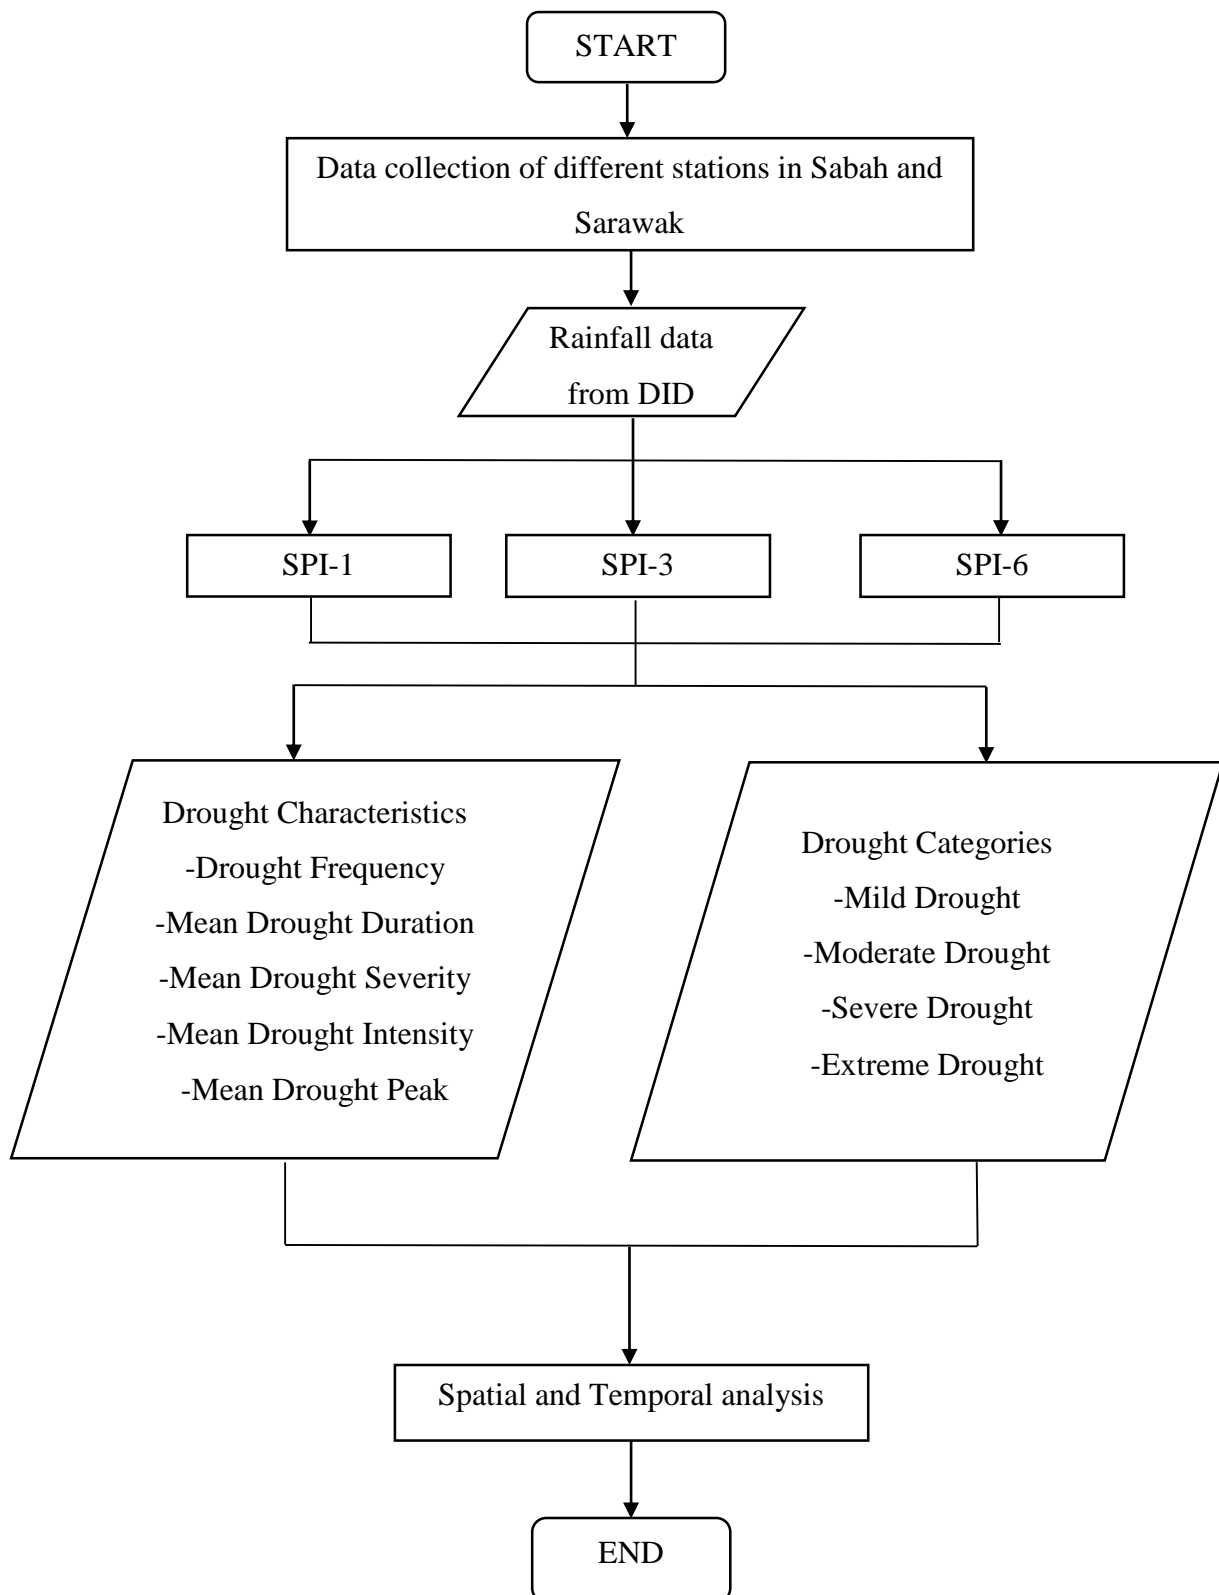 START
Data collection of different stations in Sabah and
Sarawak
Rainfall data
from DID
SPI-1
SPI-3
SPI-6
Drought Characteristics
-Drought Frequency
-Mean Drought Duration
-Mean Drought Severity
-Mean Drought Intensity
-Mean Drought Peak
Drought Categories
-Mild Drought
-Moderate Drought
-Severe Drought
-Extreme Drought
Spatial and Temporal analysis
END